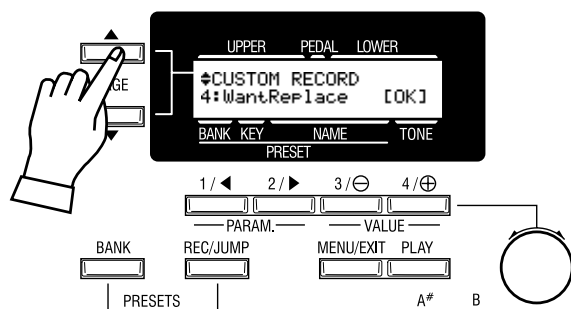 UPPER PEDAL LOWER
CUSTOM RECORD
4:WantReplace [OK]
BANK KEY NAME TONE
PRESET
1/◀ 2/▶ 3/⊖ 4/⊕
PARAM. VALUE
BANK REC/JUMP MENU/EXIT PLAY
PRESETS A# B